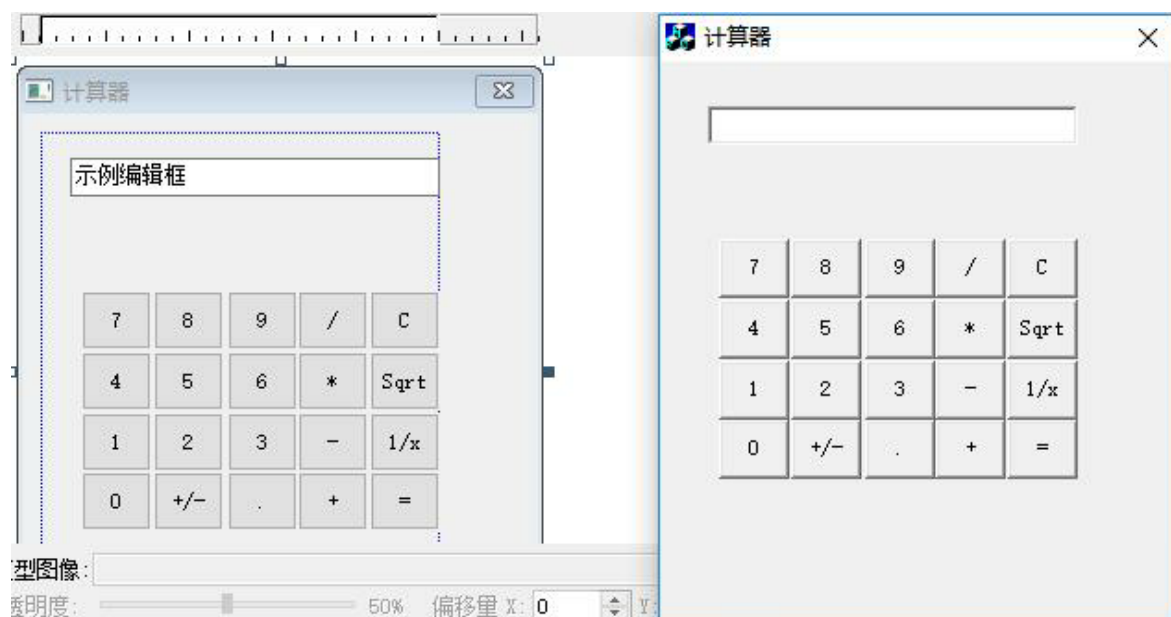 计算器
示例编辑框
7 8 9 / C
4 5 6 * Sqrt
1 2 3 - 1/x
0 +/- . + =
型图像:
透明度: 50% 偏移量 X: 0 Y:
计算器
7 8 9 / C
4 5 6 * Sqrt
1 2 3 - 1/x
0 +/- . + =